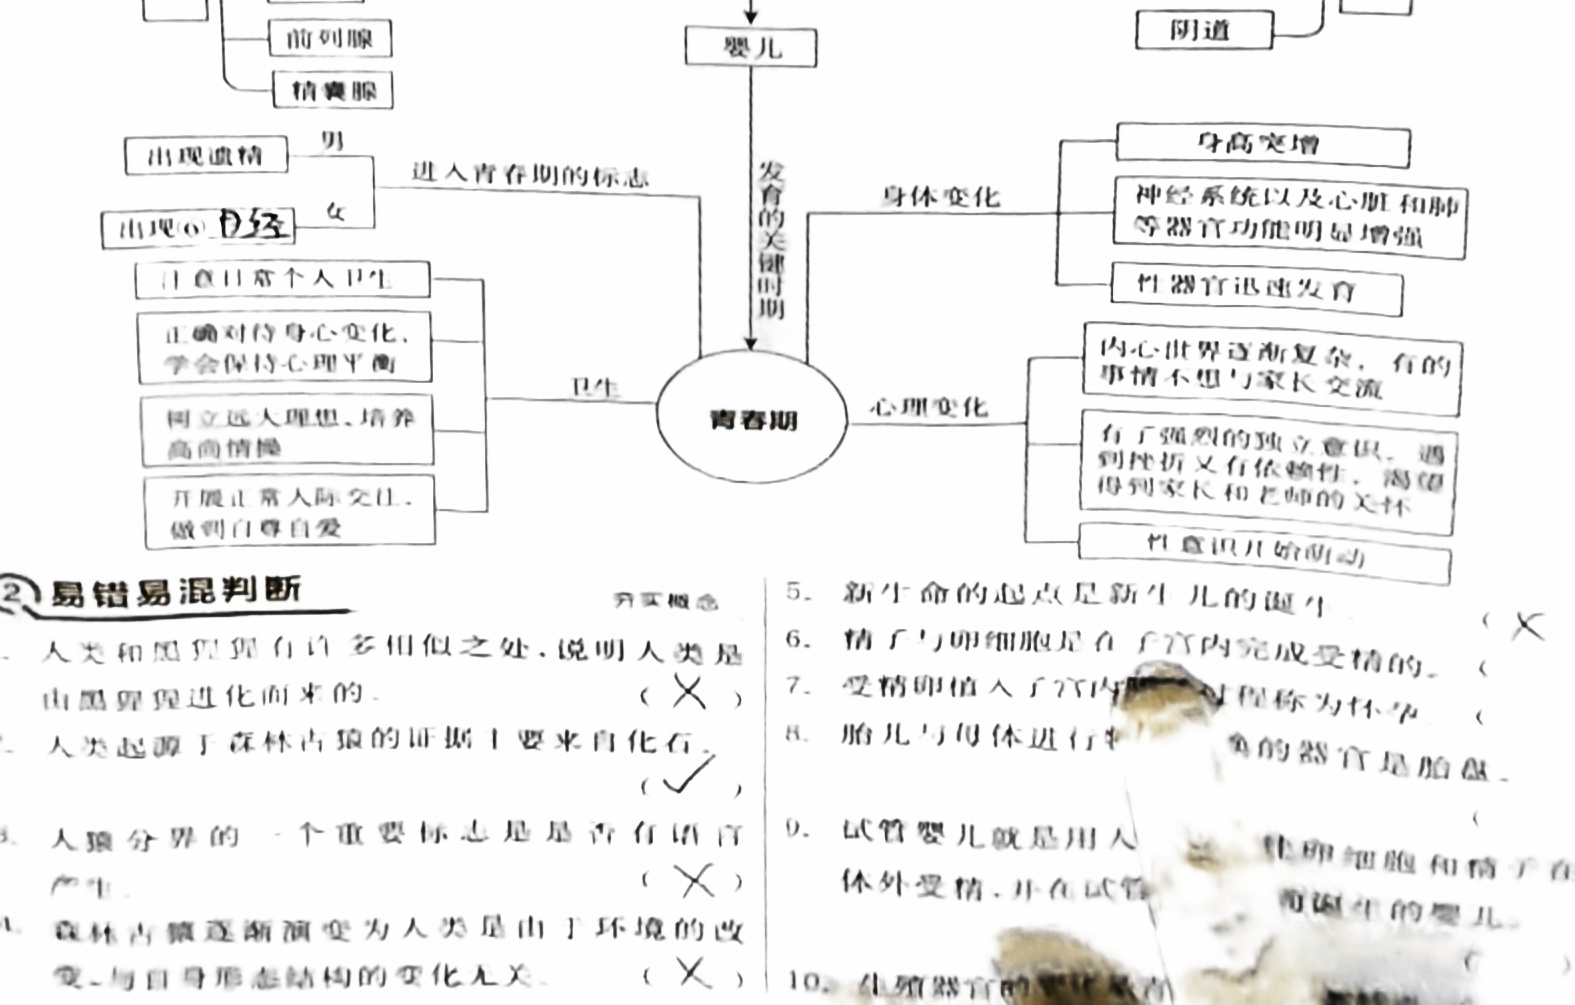 前列腺
精囊腺
婴儿
阴道
出现遗精
男
出现(6) 月经
女
进入青春期的标志
发育的关键时期
身体变化
身高突增
神经系统以及心脏和肺
等器官功能明显增强
性器官迅速发育
注意日常个人卫生
正确对待身心变化,
学会保持心理平衡
树立远大理想、培养
高尚情操
开展正常人际交往,
做到自尊自爱
卫生
青春期
心理变化
内心世界逐渐复杂,有的
事情不想与家长交流
有了强烈的独立意识,遇
到挫折又有依赖性,渴望
得到家长和老师的关怀
性意识开始萌动
2 易错易混判断
夯实概念
人类和黑猩猩有许多相似之处,说明人类是
由黑猩猩进化而来的。 (×)
人类起源于森林古猿的证据主要来自化石。
(✓)
3. 人猿分界的一个重要标志是是否有语言
产生。 (×)
4. 森林古猿逐渐演变为人类是由于环境的改
变,与自身形态结构的变化无关。 (×)
5. 新生命的起点是新生儿的诞生
( ×
6. 精子与卵细胞是在子宫内完成受精的。 (
7. 受精卵植入子宫内 过程称为怀孕 (
8. 胎儿与母体进行 的器官是胎盘。
(
9. 试管婴儿就是用人 卵细胞和精子在
体外受精,并在试管 诞生的婴儿。
( )
10. 生殖器官的